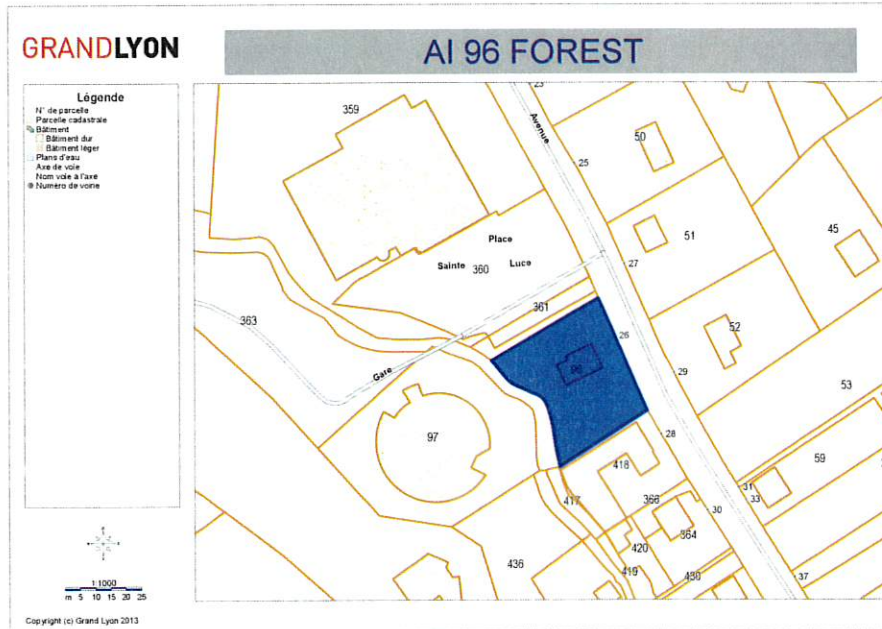 GRANDLYON
AI 96 FOREST
Légende
N° de parcelle
Parcelle cadastrale
Bâtiment
Bâtiment dur
Bâtiment léger
Plans d'eau
Axe de voie
Nom voie à l'axe
Numéro de voirie
1:1000
m 5 10 15 20 25
Copyright (c) Grand Lyon 2013
23
359
Avenue
50
25
51
45
Place
Sainte 360 Luce
27
361
363
26
52
29
Gare
96
53
28
97
418
59
417
31
33
366
30
364
436
420
419
430
37